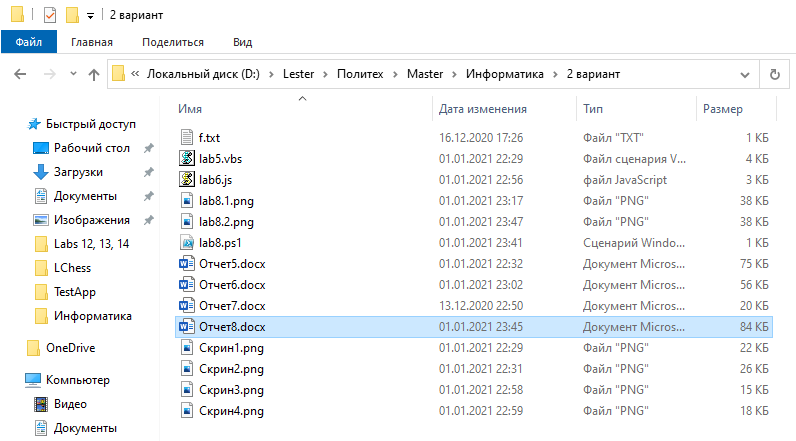 2 вариант
Файл Главная Поделиться Вид
« Локальный диск (D:) › Lester › Политех › Master › Информатика › 2 вариант
Имя Дата изменения Тип Размер
Быстрый доступ
Рабочий стол
Загрузки
Документы
Изображения
Labs 12, 13, 14
LChess
TestApp
Информатика
OneDrive
Компьютер
Видео
Документы
f.txt 16.12.2020 17:26 Файл "TXT" 1 КБ
lab5.vbs 01.01.2021 22:29 Файл сценария V... 4 КБ
lab6.js 01.01.2021 22:56 файл JavaScript 3 КБ
lab8.1.png 01.01.2021 23:17 Файл "PNG" 38 КБ
lab8.2.png 01.01.2021 23:47 Файл "PNG" 38 КБ
lab8.ps1 01.01.2021 23:41 Сценарий Windo... 1 КБ
Отчет5.docx 01.01.2021 22:32 Документ Micros... 75 КБ
Отчет6.docx 01.01.2021 23:02 Документ Micros... 56 КБ
Отчет7.docx 13.12.2020 22:50 Документ Micros... 20 КБ
Отчет8.docx 01.01.2021 23:45 Документ Micros... 84 КБ
Скрин1.png 01.01.2021 22:29 Файл "PNG" 22 КБ
Скрин2.png 01.01.2021 22:31 Файл "PNG" 26 КБ
Скрин3.png 01.01.2021 22:58 Файл "PNG" 15 КБ
Скрин4.png 01.01.2021 22:59 Файл "PNG" 18 КБ